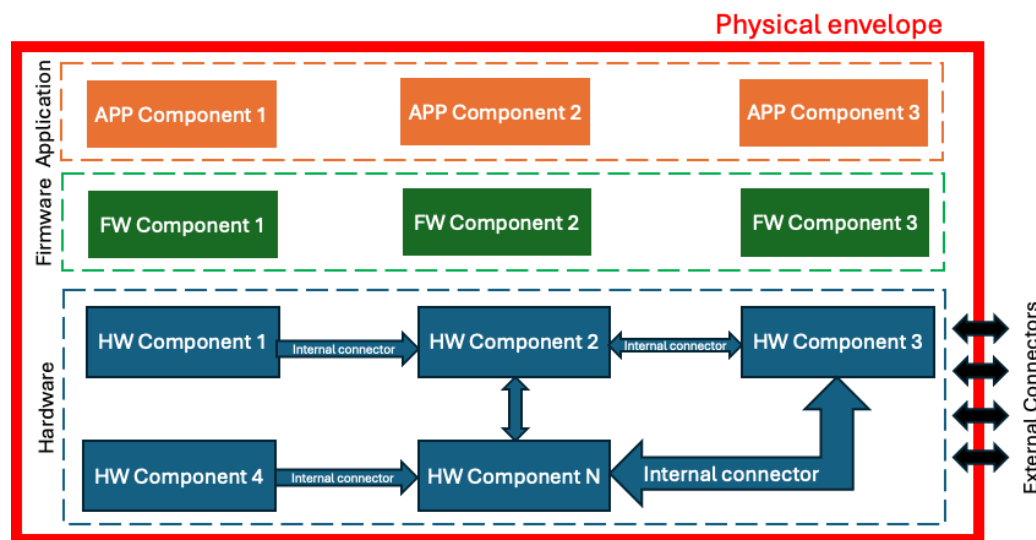 Physical envelope
Application
APP Component 1
APP Component 2
APP Component 3
Firmware
FW Component 1
FW Component 2
FW Component 3
Hardware
HW Component 1
Internal connector
HW Component 2
Internal connector
HW Component 3
HW Component 4
Internal connector
HW Component N
Internal connector
External Connectors